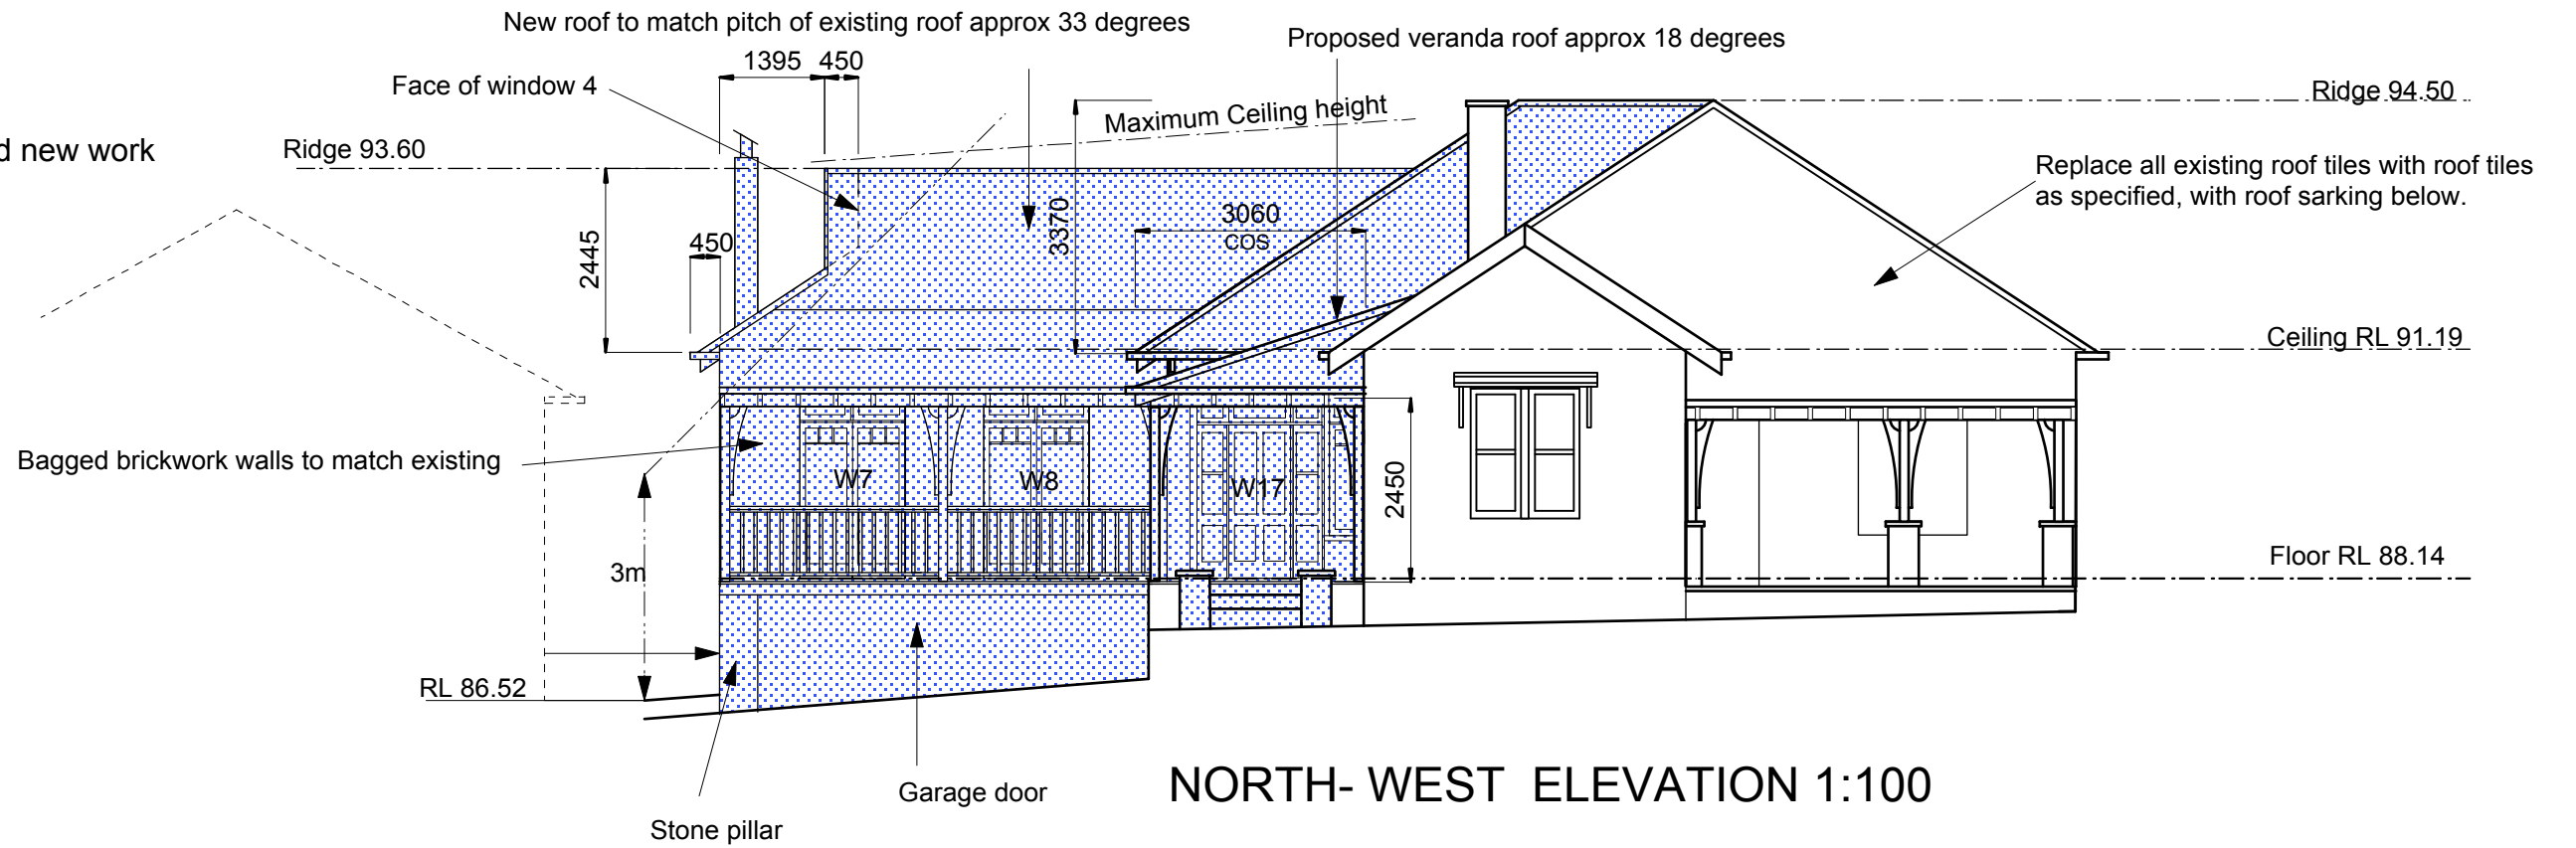 New roof to match pitch of existing roof approx 33 degrees
Proposed veranda roof approx 18 degrees
1395 450
Face of window 4
Ridge 94.50
Maximum Ceiling height
d new work
Ridge 93.60
Replace all existing roof tiles with roof tiles
as specified, with roof sarking below.
3060
COS
3370
450
2445
Ceiling RL 91.19
Bagged brickwork walls to match existing
W7
W8
W17
2450
Floor RL 88.14
3m
RL 86.52
NORTH- WEST ELEVATION 1:100
Garage door
Stone pillar